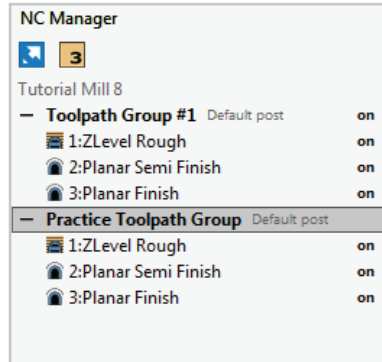 NC Manager
3
Tutorial Mill 8
Toolpath Group #1 Default post on
1:ZLevel Rough on
2:Planar Semi Finish on
3:Planar Finish on
Practice Toolpath Group Default post
1:ZLevel Rough on
2:Planar Semi Finish on
3:Planar Finish on